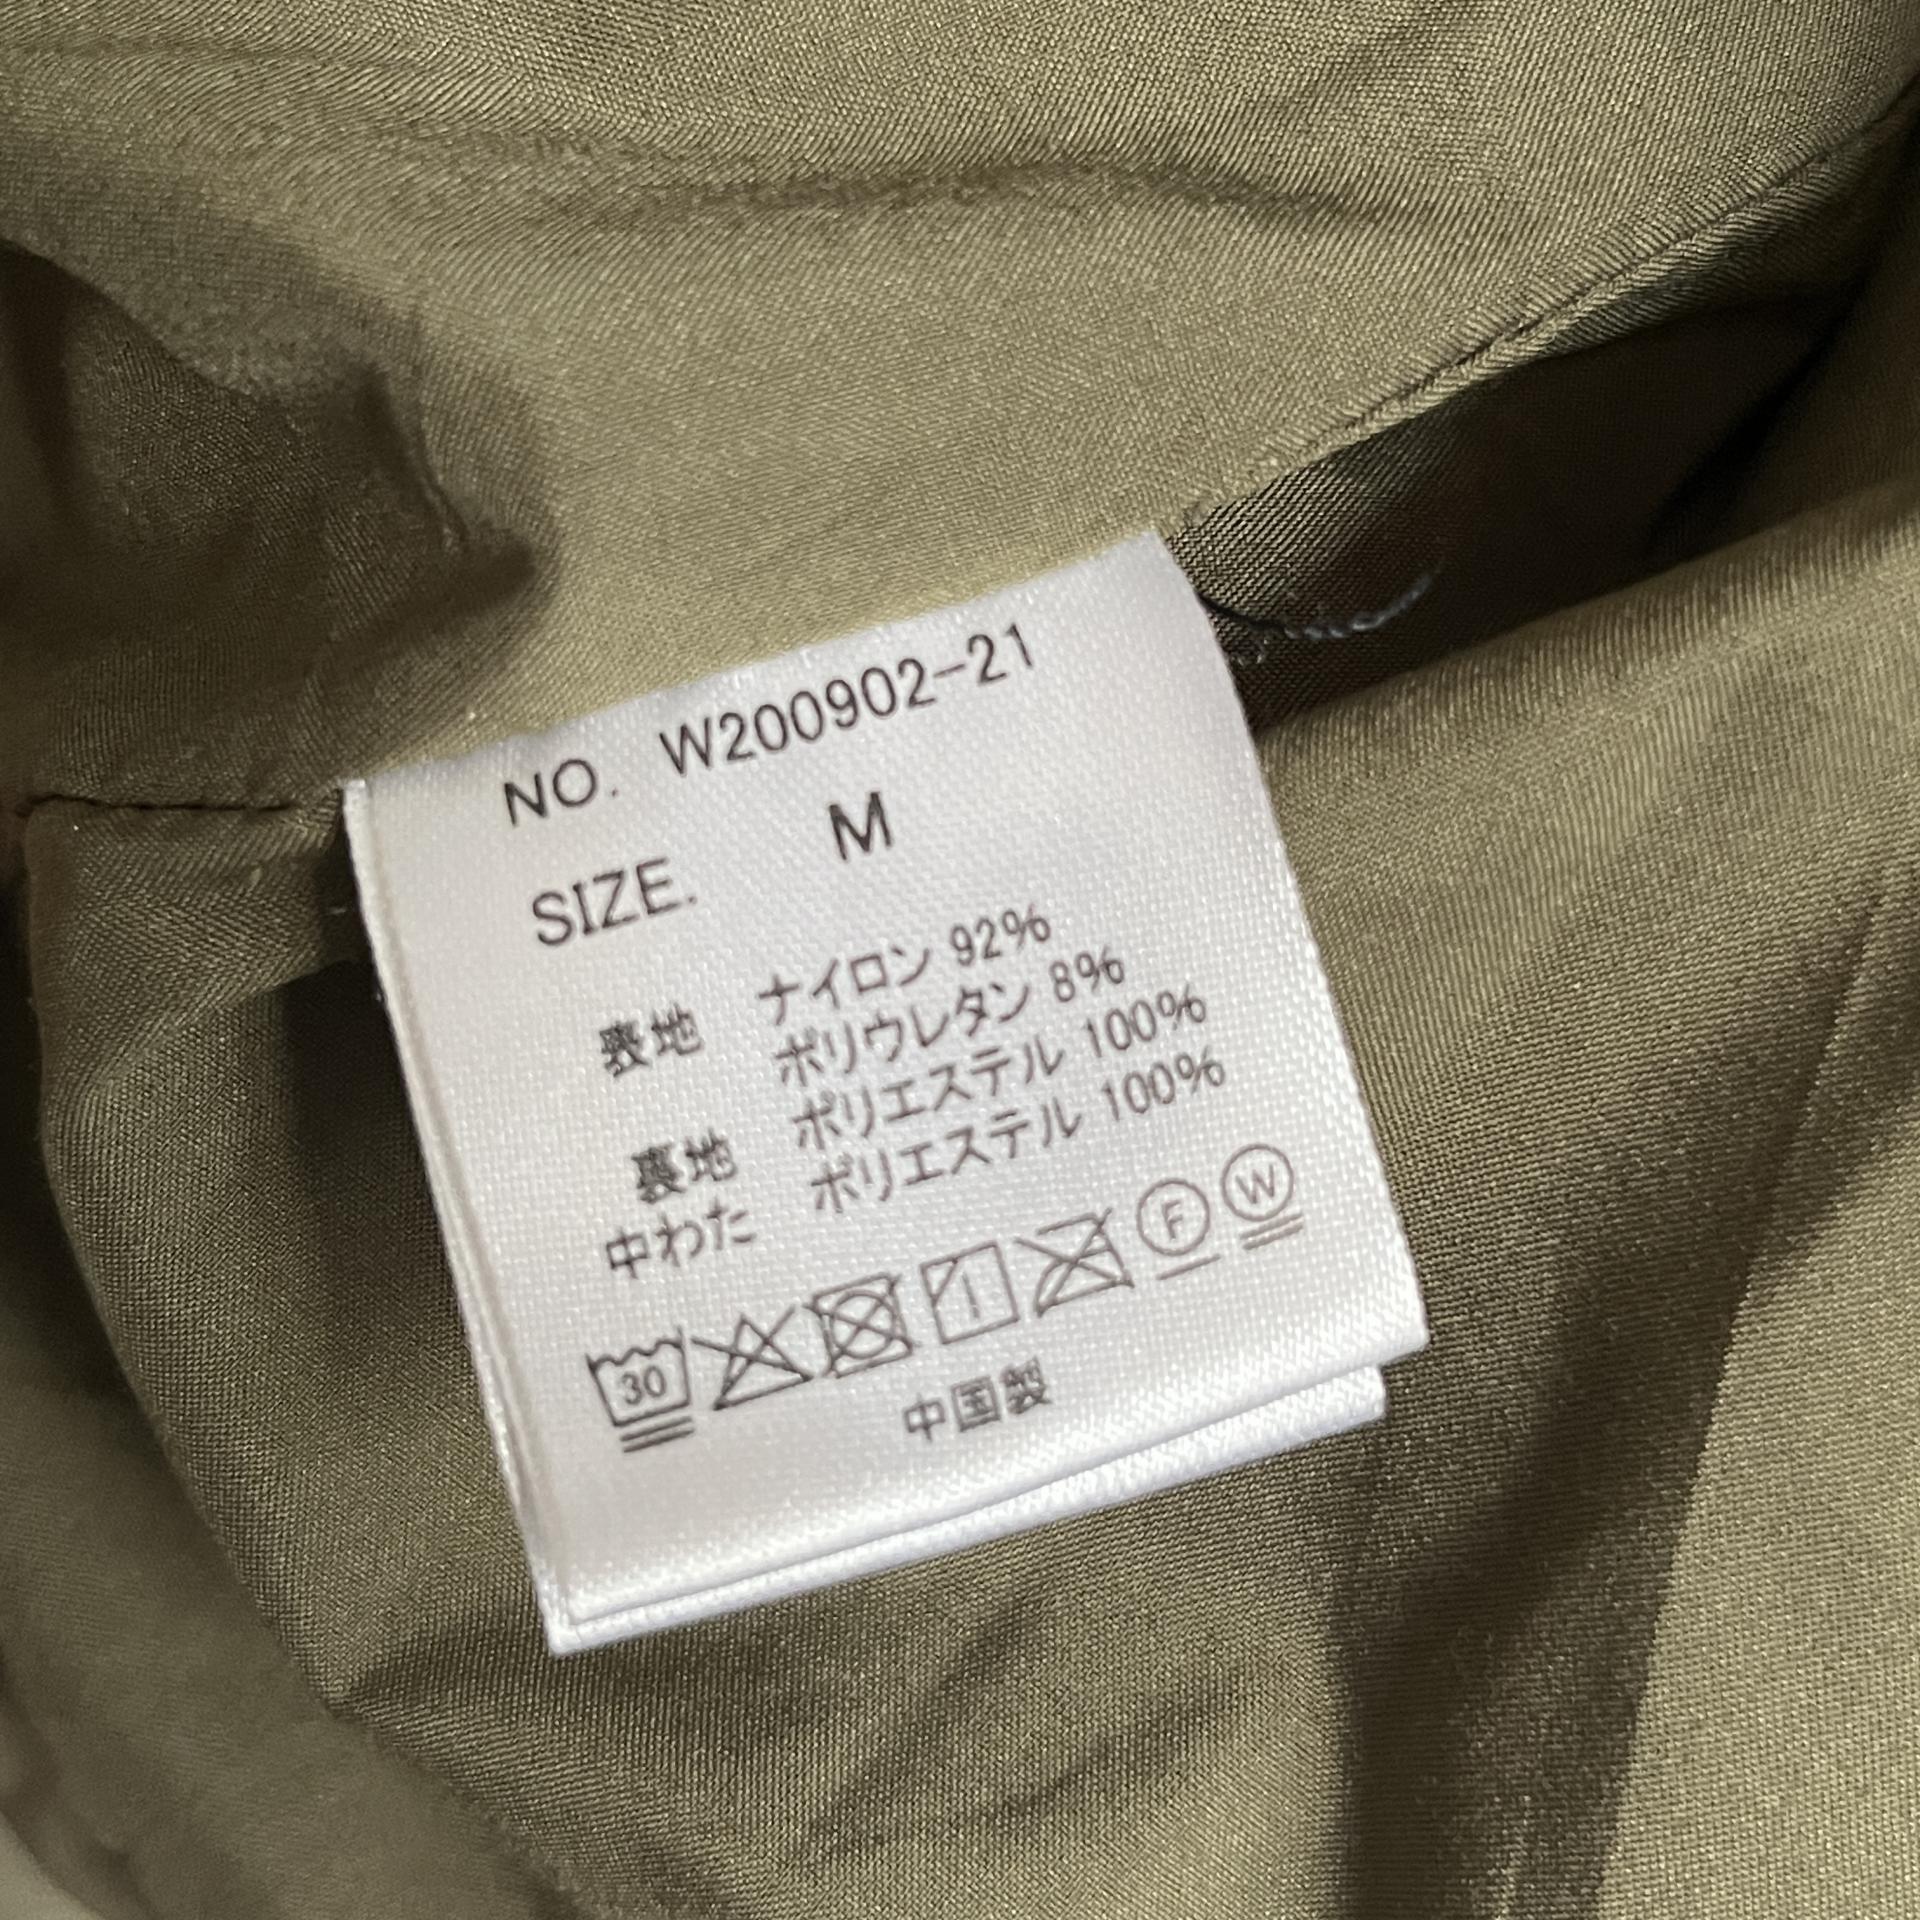 NO. W200902-21
SIZE. M
表地 ナイロン 92%
ポリウレタン 8%
裏地 ポリエステル 100%
中わた ポリエステル 100%
30 F W
中国製